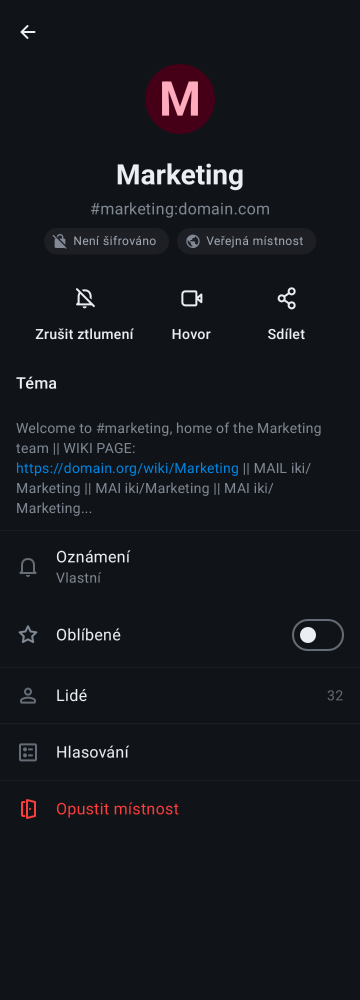 M
Marketing
#marketing:domain.com
Není šifrováno
Veřejná místnost
Zrušit ztlumení
Hovor
Sdílet
Téma
Welcome to #marketing, home of the Marketing
team || WIKI PAGE:
https://domain.org/wiki/Marketing || MAIL iki/
Marketing || MAI iki/Marketing || MAI iki/
Marketing...
Oznámení
Vlastní
Oblíbené
Lidé 32
Hlasování
Opustit místnost